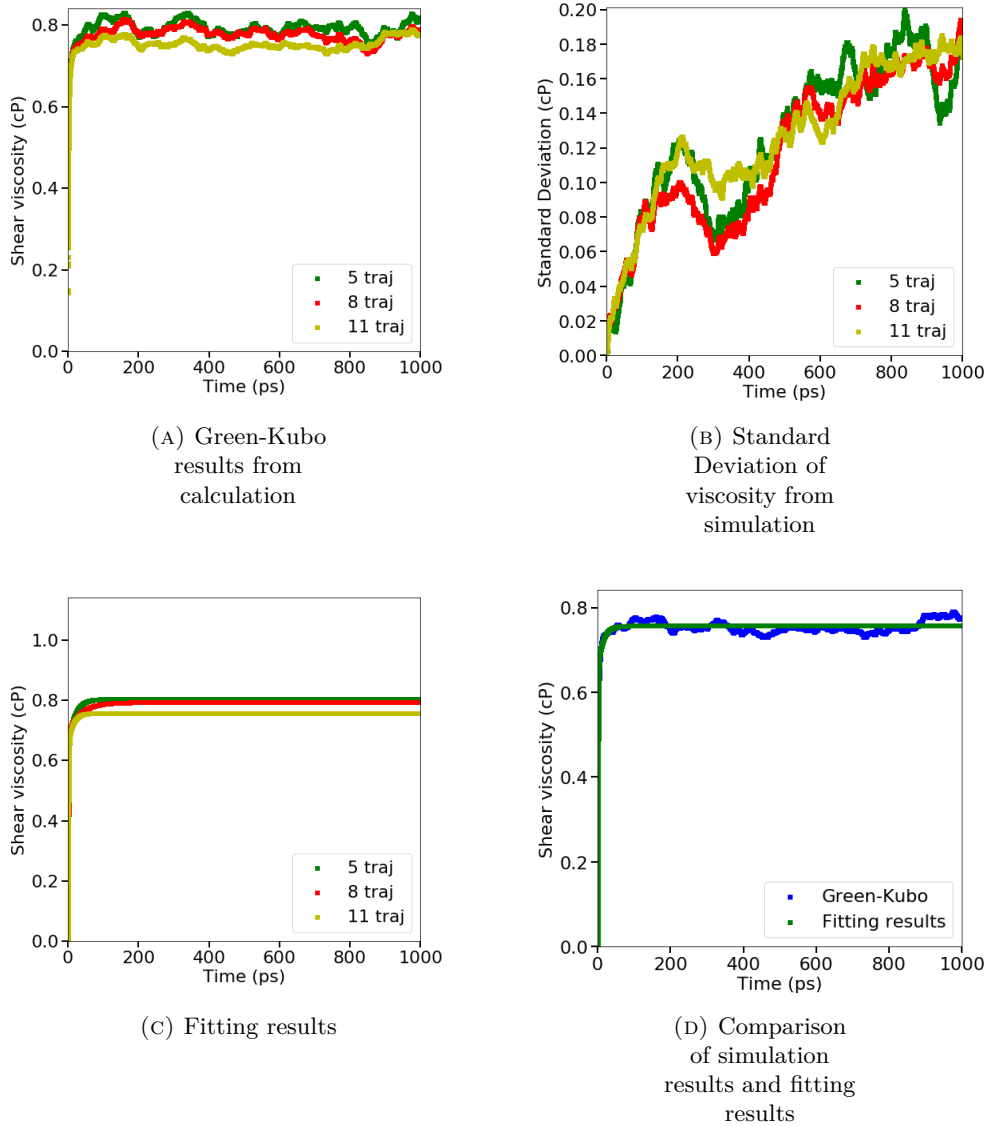 Shear viscosity (cP)
0.8
0.6
0.4
0.2
0.0
0 200 400 600 800 1000
Time (ps)
5 traj
8 traj
11 traj
(A) Green-Kubo
results from
calculation
Standard Deviation (cP)
0.20
0.18
0.16
0.14
0.12
0.10
0.08
0.06
0.04
0.02
0.00
0 200 400 600 800 1000
Time (ps)
5 traj
8 traj
11 traj
(B) Standard
Deviation of
viscosity from
simulation
Shear viscosity (cP)
1.0
0.8
0.6
0.4
0.2
0.0
0 200 400 600 800 1000
Time (ps)
5 traj
8 traj
11 traj
(C) Fitting results
Shear viscosity (cP)
0.8
0.6
0.4
0.2
0.0
0 200 400 600 800 1000
Time (ps)
Green-Kubo
Fitting results
(D) Comparison
of simulation
results and fitting
results